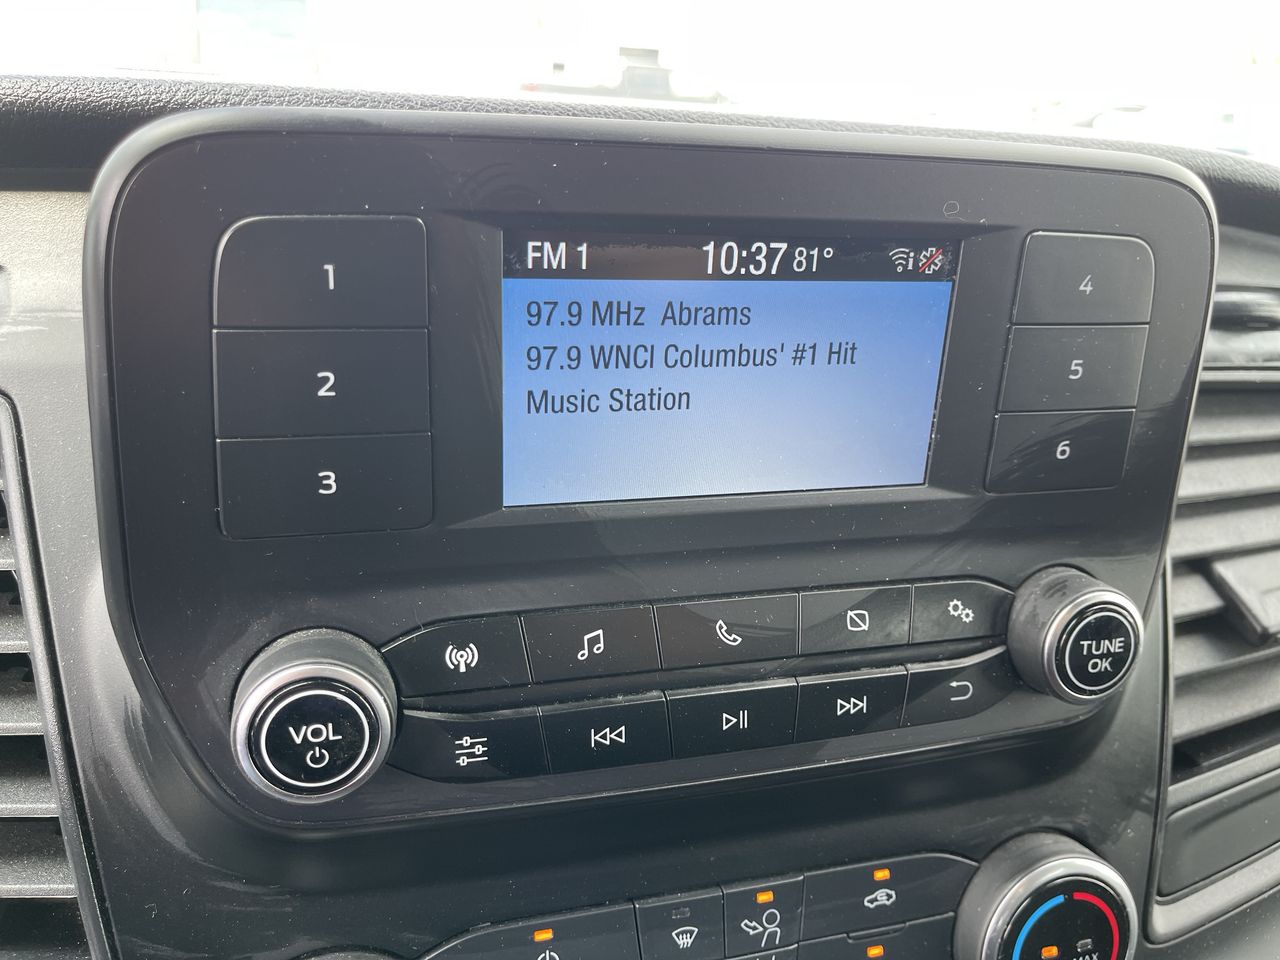 FM 1 10:37 81°
97.9 MHz Abrams
97.9 WNCI Columbus' #1 Hit
Music Station
1
2
3
4
5
6
VOL
TUNE
OK
MAX